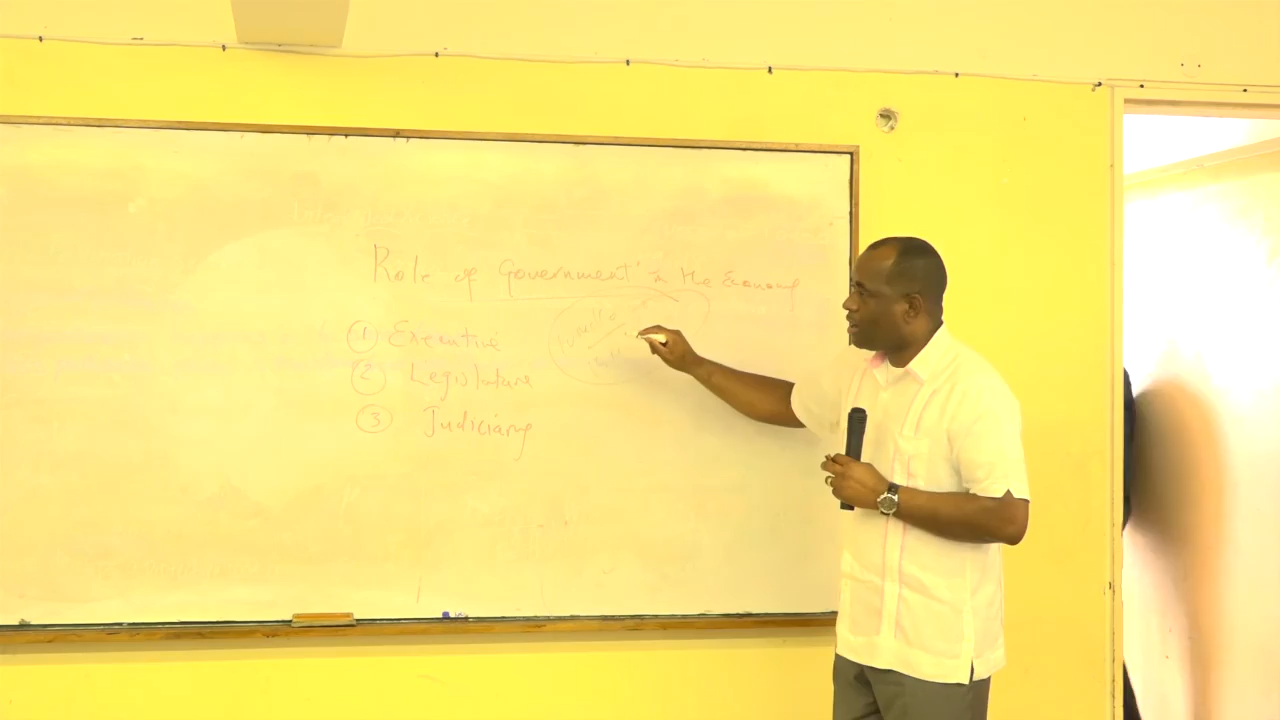 Role of Government in the Economy
① Executive
② Legislature
③ Judiciary